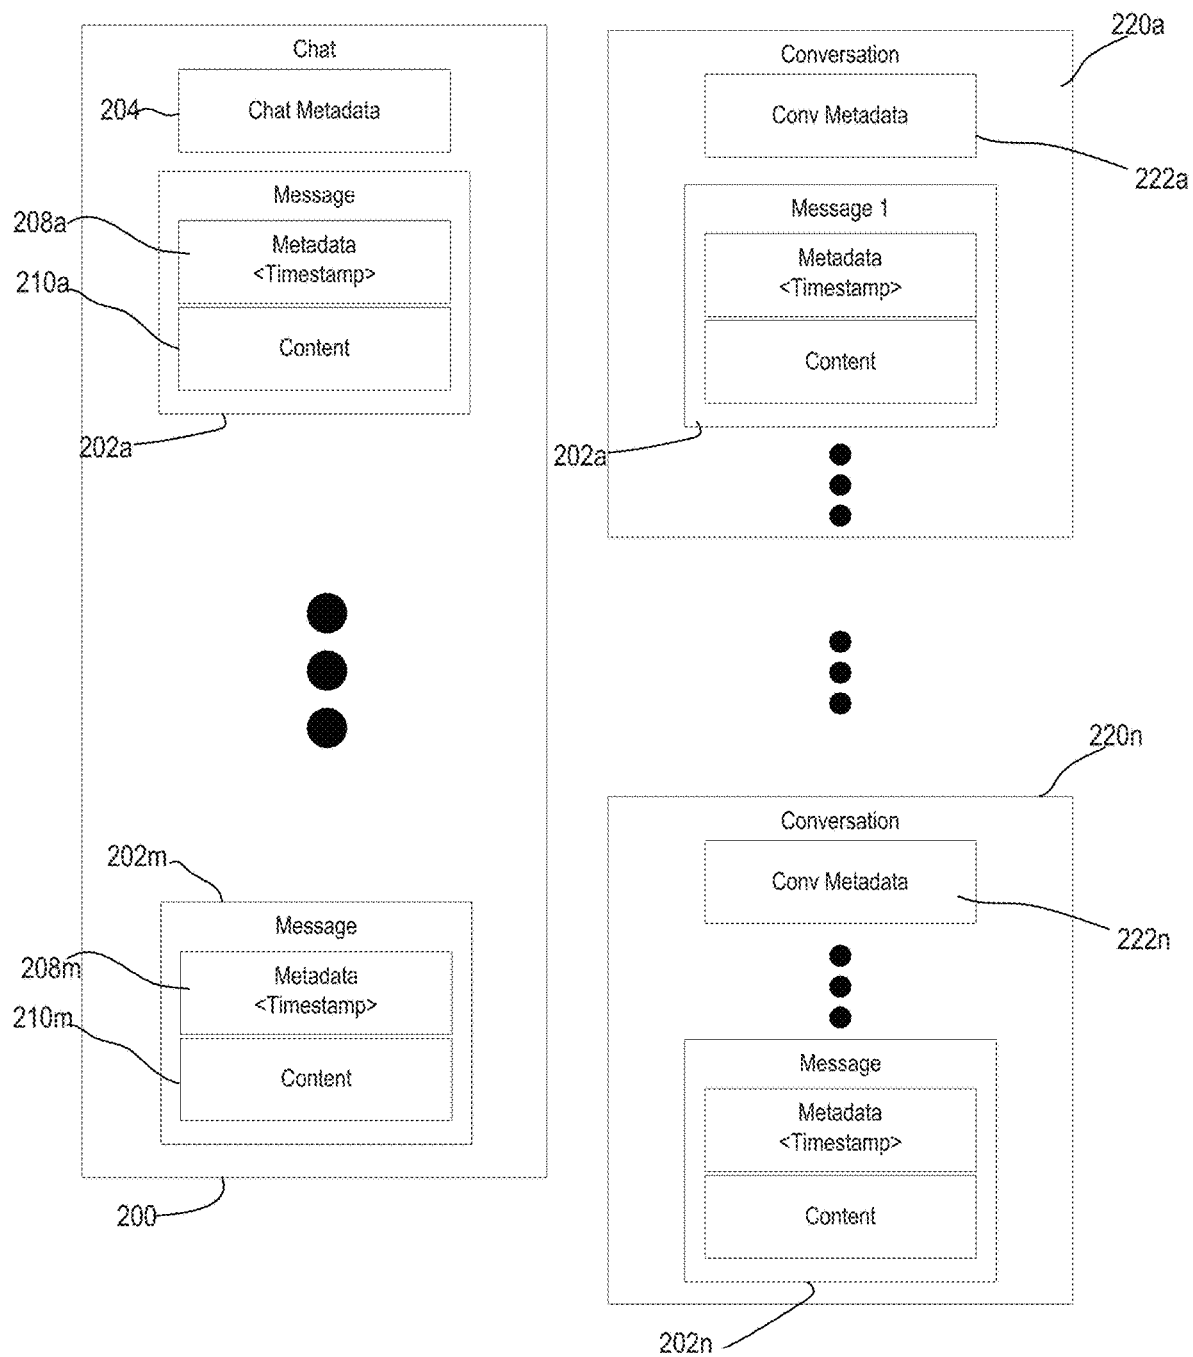 Chat
204
Chat Metadata
Message
208a
Metadata
<Timestamp>
210a
Content
202a
202m
Message
208m
Metadata
<Timestamp>
210m
Content
200
220a
Conversation
Conv Metadata
222a
Message 1
Metadata
<Timestamp>
Content
202a
220n
Conversation
Conv Metadata
222n
Message
Metadata
<Timestamp>
Content
202n